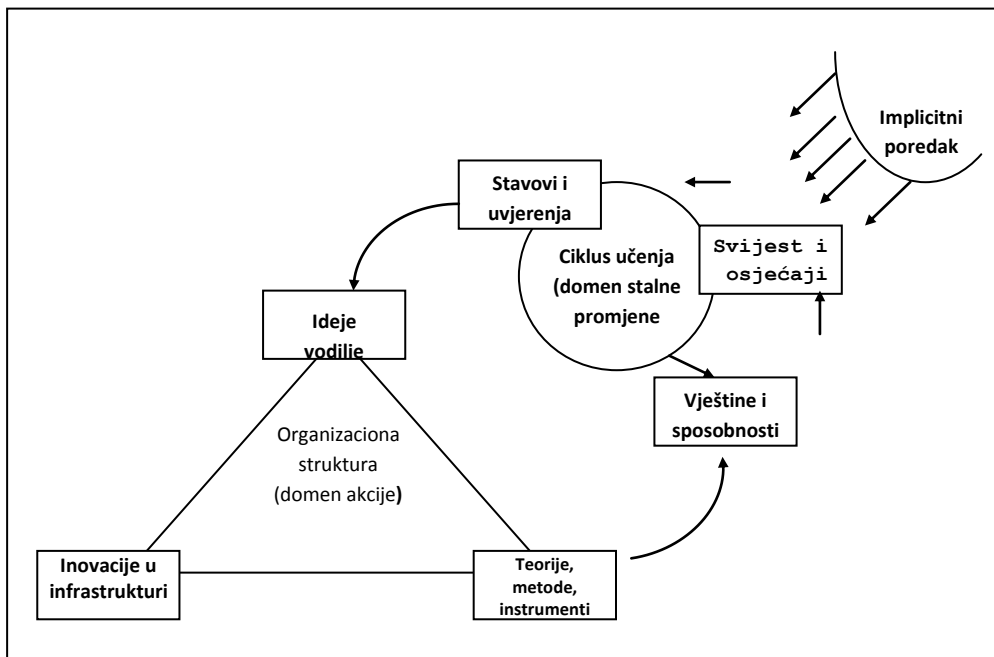 Implicitni
poredak
Stavovi i
uvjerenja
Svijest i
osjećaji
Ciklus učenja
(domen stalne
promjene
Ideje
vodilje
Vještine i
sposobnosti
Organizaciona
struktura
(domen akcije)
Inovacije u
infrastrukturi
Teorije,
metode,
instrumenti